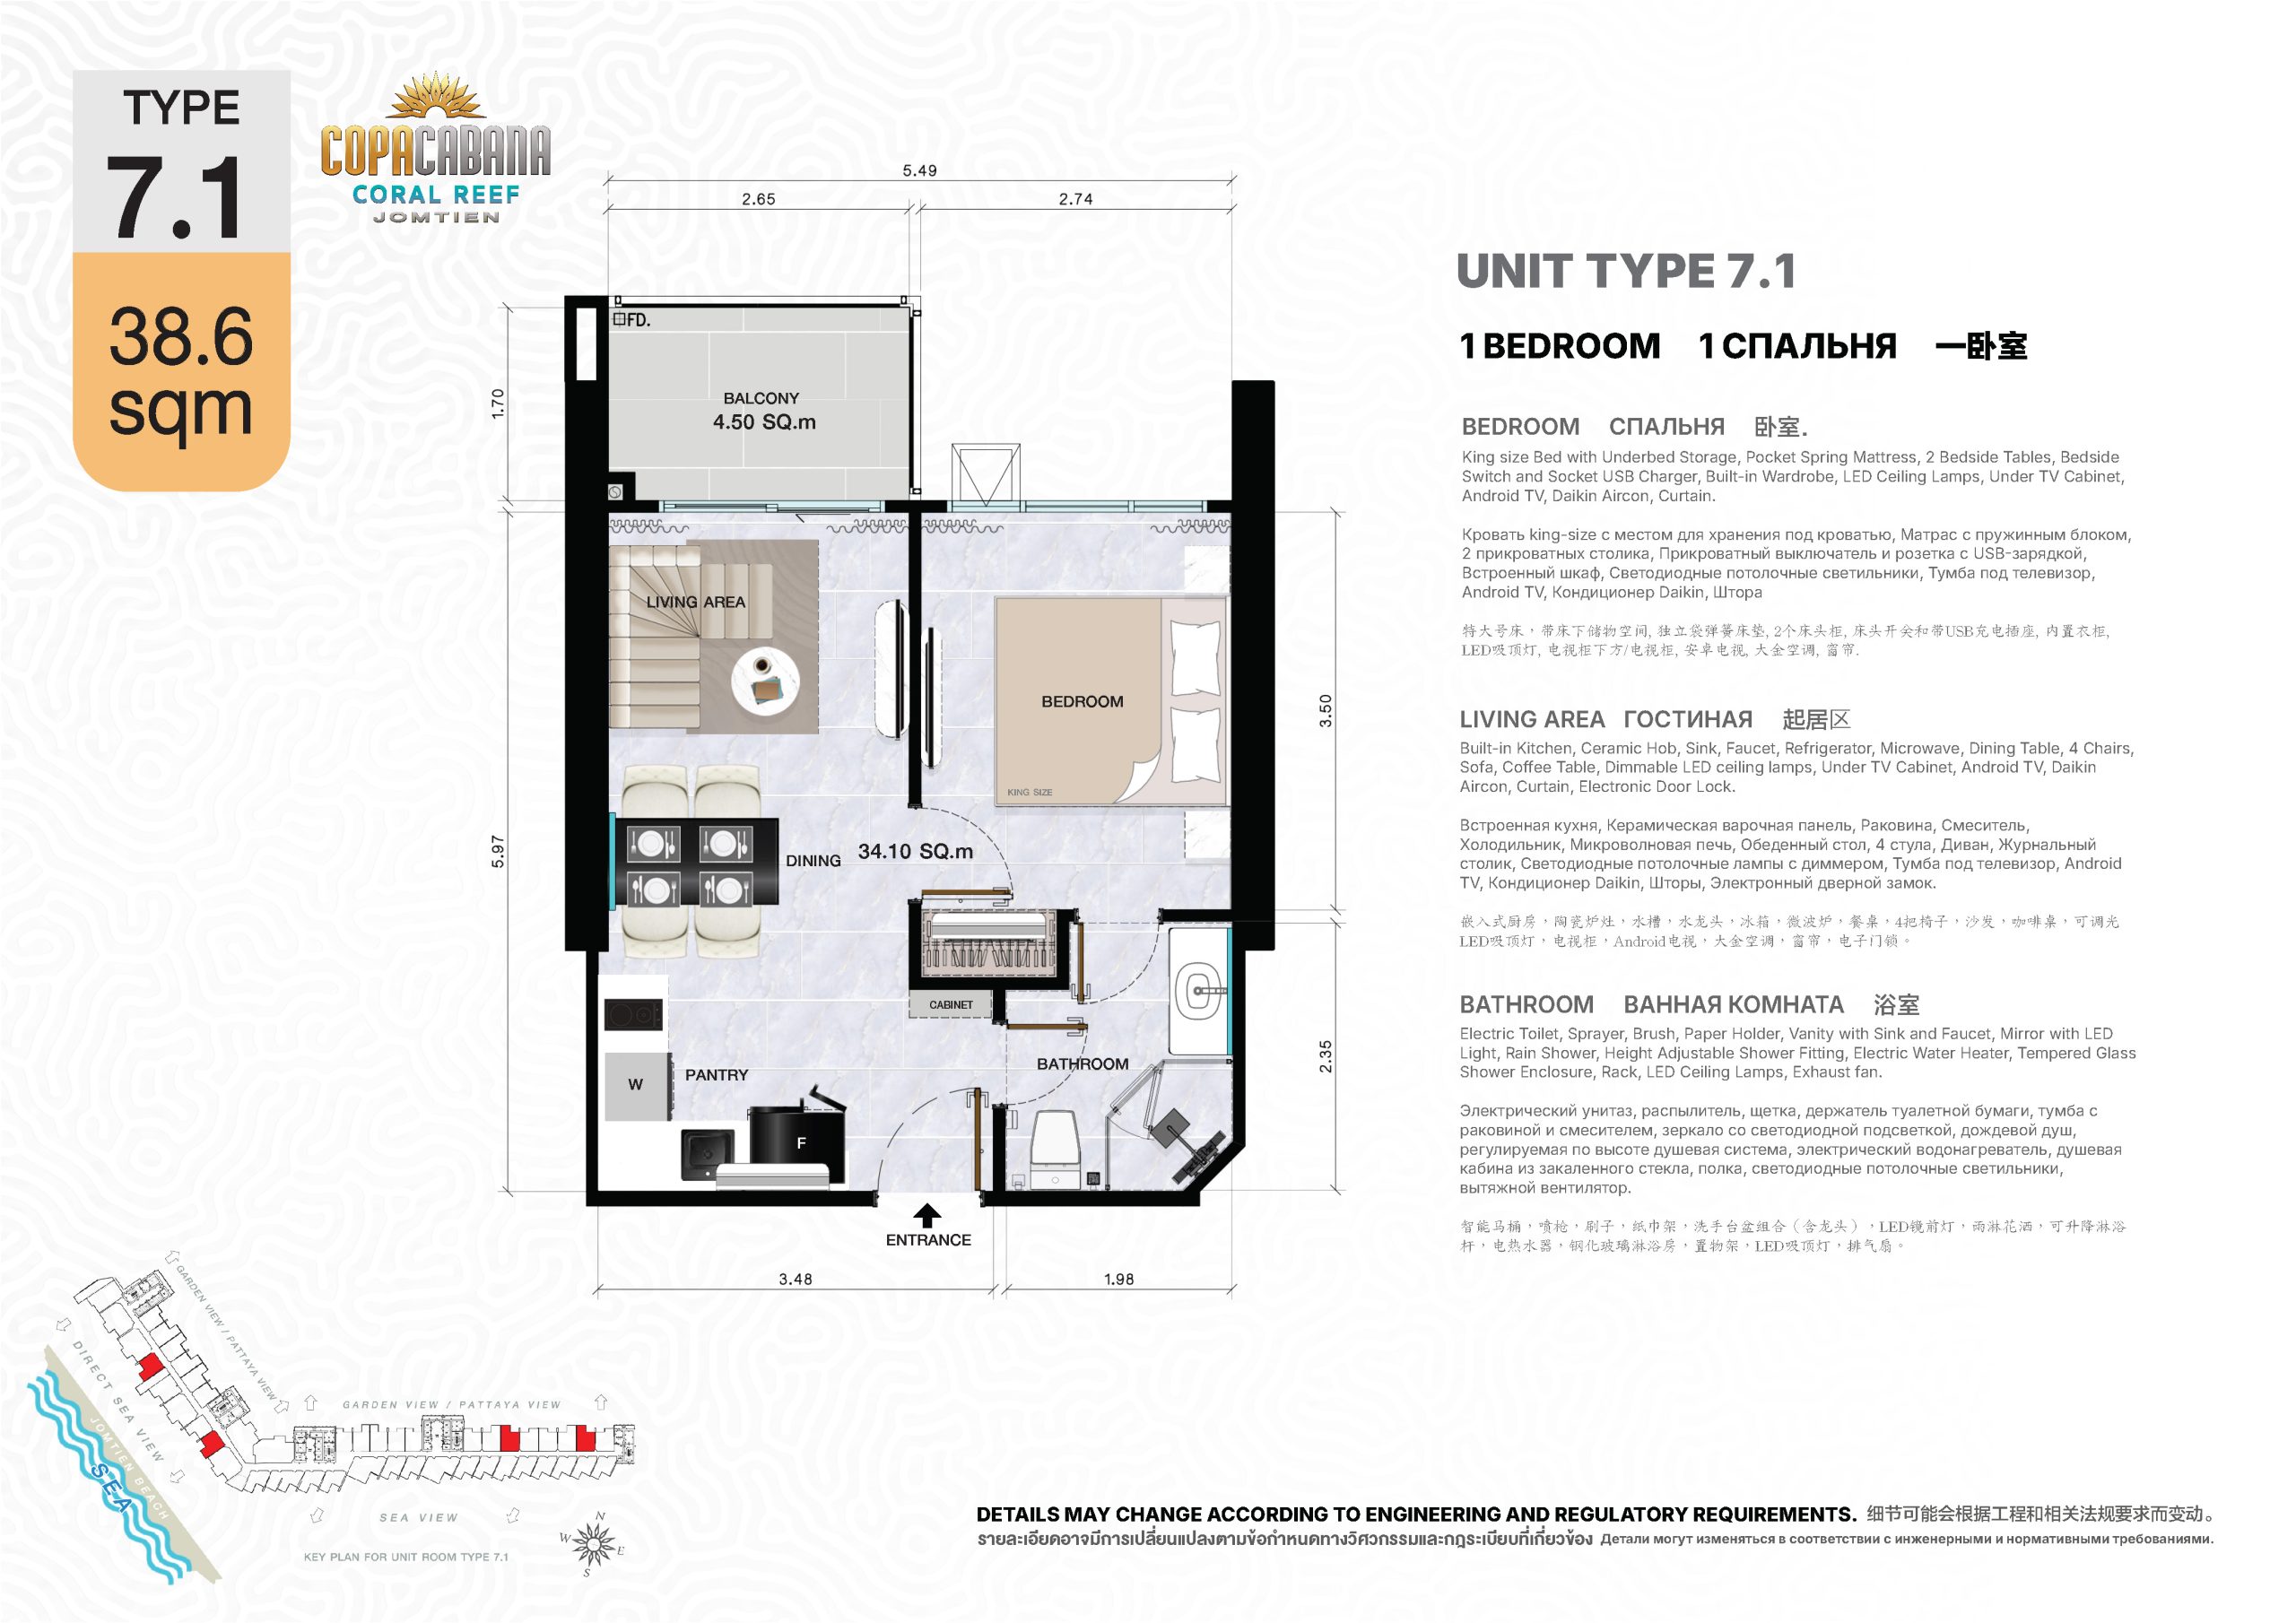 TYPE
7.1
38.6
sqm
COPACABANA
CORAL REEF
JOMTIEN
5.49
2.65
2.74
1.70
FD.
BALCONY
4.50 SQ.m
LIVING AREA
BEDROOM
KING SIZE
3.50
5.97
DINING
34.10 SQ.m
CABINET
W
PANTRY
F
BATHROOM
2.35
ENTRANCE
3.48
1.98
UNIT TYPE 7.1
1 BEDROOM 1 СПАЛЬНЯ 一卧室
BEDROOM СПАЛЬНЯ 卧室.
King size Bed with Underbed Storage, Pocket Spring Mattress, 2 Bedside Tables, Bedside
Switch and Socket USB Charger, Built-in Wardrobe, LED Ceiling Lamps, Under TV Cabinet,
Android TV, Daikin Aircon, Curtain.
Кровать king-size с местом для хранения под кроватью, Матрас с пружинным блоком,
2 прикроватных столика, Прикроватный выключатель и розетка с USB-зарядкой,
Встроенный шкаф, Светодиодные потолочные светильники, Тумба под телевизор,
Android TV, Кондиционер Daikin, Штора
特大号床，带床下储物空间, 独立袋弹簧床垫, 2个床头柜, 床头开关和带USB充电插座, 内置衣柜,
LED吸顶灯, 电视柜下方/电视柜, 安卓电视, 大金空调, 窗帘.
LIVING AREA ГОСТИНАЯ 起居区
Built-in Kitchen, Ceramic Hob, Sink, Faucet, Refrigerator, Microwave, Dining Table, 4 Chairs,
Sofa, Coffee Table, Dimmable LED ceiling lamps, Under TV Cabinet, Android TV, Daikin
Aircon, Curtain, Electronic Door Lock.
Встроенная кухня, Керамическая варочная панель, Раковина, Смеситель,
Холодильник, Микроволновая печь, Обеденный стол, 4 стула, Диван, Журнальный
столик, Светодиодные потолочные лампы с диммером, Тумба под телевизор, Android
TV, Кондиционер Daikin, Шторы, Электронный дверной замок.
嵌入式厨房，陶瓷炉灶，水槽，水龙头，冰箱，微波炉，餐桌，4把椅子，沙发，咖啡桌，可调光
LED吸顶灯，电视柜，Android电视，大金空调，窗帘，电子门锁。
BATHROOM ВАННАЯ КОМНАТА 浴室
Electric Toilet, Sprayer, Brush, Paper Holder, Vanity with Sink and Faucet, Mirror with LED
Light, Rain Shower, Height Adjustable Shower Fitting, Electric Water Heater, Tempered Glass
Shower Enclosure, Rack, LED Ceiling Lamps, Exhaust fan.
Электрический унитаз, распылитель, щетка, держатель туалетной бумаги, тумба с
раковиной и смесителем, зеркало со светодиодной подсветкой, дождевой душ,
регулируемая по высоте душевая система, электрический водонагреватель, душевая
кабина из закаленного стекла, полка, светодиодные потолочные светильники,
вытяжной вентилятор.
智能马桶，喷枪，刷子，纸巾架，洗手台盆组合（含龙头），LED镜前灯，雨淋花洒，可升降淋浴
杆，电热水器，钢化玻璃淋浴房，置物架，LED吸顶灯，排气扇。
GARDEN VIEW / PATTAYA VIEW
DIRECT SEA VIEW
JOMTIEN BEACH
SEA
GARDEN VIEW / PATTAYA VIEW
SEA VIEW
KEY PLAN FOR UNIT ROOM TYPE 7.1
N
W
E
S
DETAILS MAY CHANGE ACCORDING TO ENGINEERING AND REGULATORY REQUIREMENTS. 细节可能会根据工程和相关法规要求而变动。
รายละเอียดอาจมีการเปลี่ยนแปลงตามข้อกำหนดทางวิศวกรรมและกฎระเบียบที่เกี่ยวข้อง Детали могут изменяться в соответствии с инженерными и нормативными требованиями.